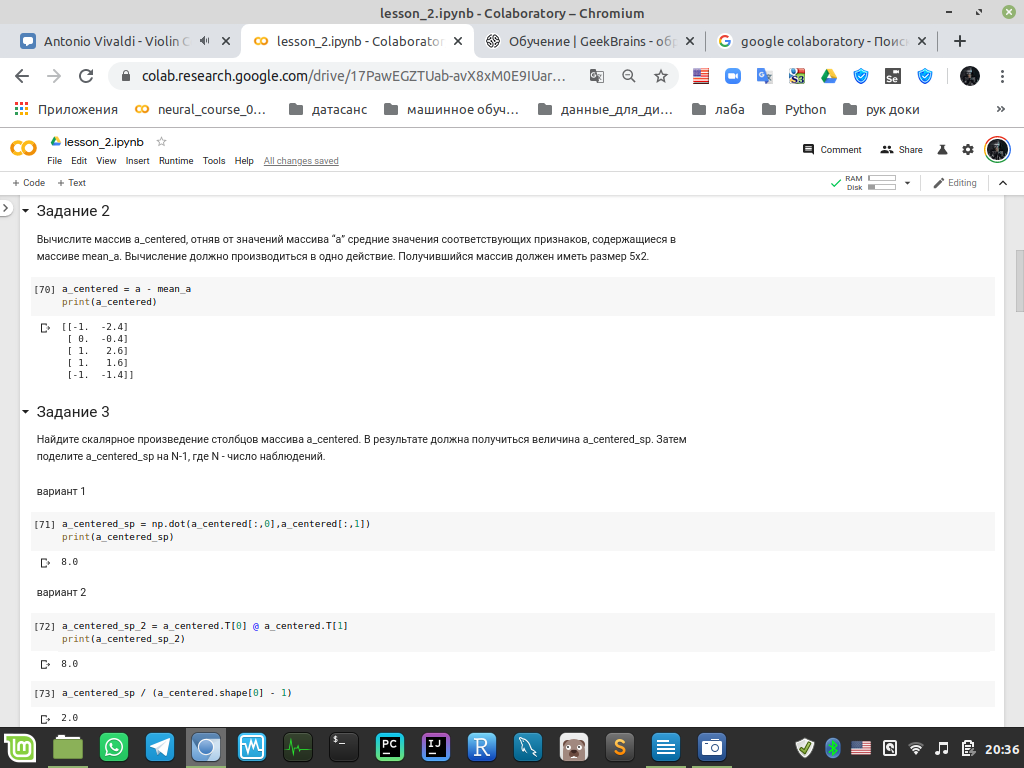 lesson_2.ipynb - Colaboratory – Chromium
Antonio Vivaldi - Violin C
lesson_2.ipynb - Colaborator
Обучение | GeekBrains - обр
google colaboratory - Поис
colab.research.google.com/drive/17PawEGZTUab-avX8xM0E9IUar...
Приложения
neural_course_0...
датасанс
машинное обуч...
данные_для_ди...
лаба
Python
рук доки
lesson_2.ipynb
File Edit View Insert Runtime Tools Help All changes saved
Comment
Share
+ Code + Text
RAM
Disk
Editing
Задание 2
Вычислите массив a_centered, отняв от значений массива “а” средние значения соответствующих признаков, содержащиеся в
массиве mean_a. Вычисление должно производиться в одно действие. Получившийся массив должен иметь размер 5x2.
[70] a_centered = a - mean_a
print(a_centered)
[[-1. -2.4]
[ 0. -0.4]
[ 1. 2.6]
[ 1. 1.6]
[-1. -1.4]]
Задание 3
Найдите скалярное произведение столбцов массива a_centered. В результате должна получиться величина a_centered_sp. Затем
поделите a_centered_sp на N-1, где N - число наблюдений.
вариант 1
[71] a_centered_sp = np.dot(a_centered[:,0],a_centered[:,1])
print(a_centered_sp)
8.0
вариант 2
[72] a_centered_sp_2 = a_centered.T[0] @ a_centered.T[1]
print(a_centered_sp_2)
8.0
[73] a_centered_sp / (a_centered.shape[0] - 1)
2.0
20:36